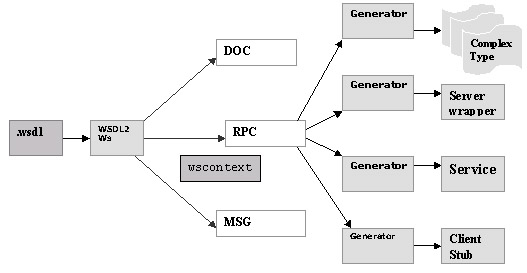 Generator
Complex
Type
DOC
Generator
Server
wrapper
.wsdl
WSDL2
Ws
RPC
wscontext
Generator
Service
MSG
Generator
Client
Stub